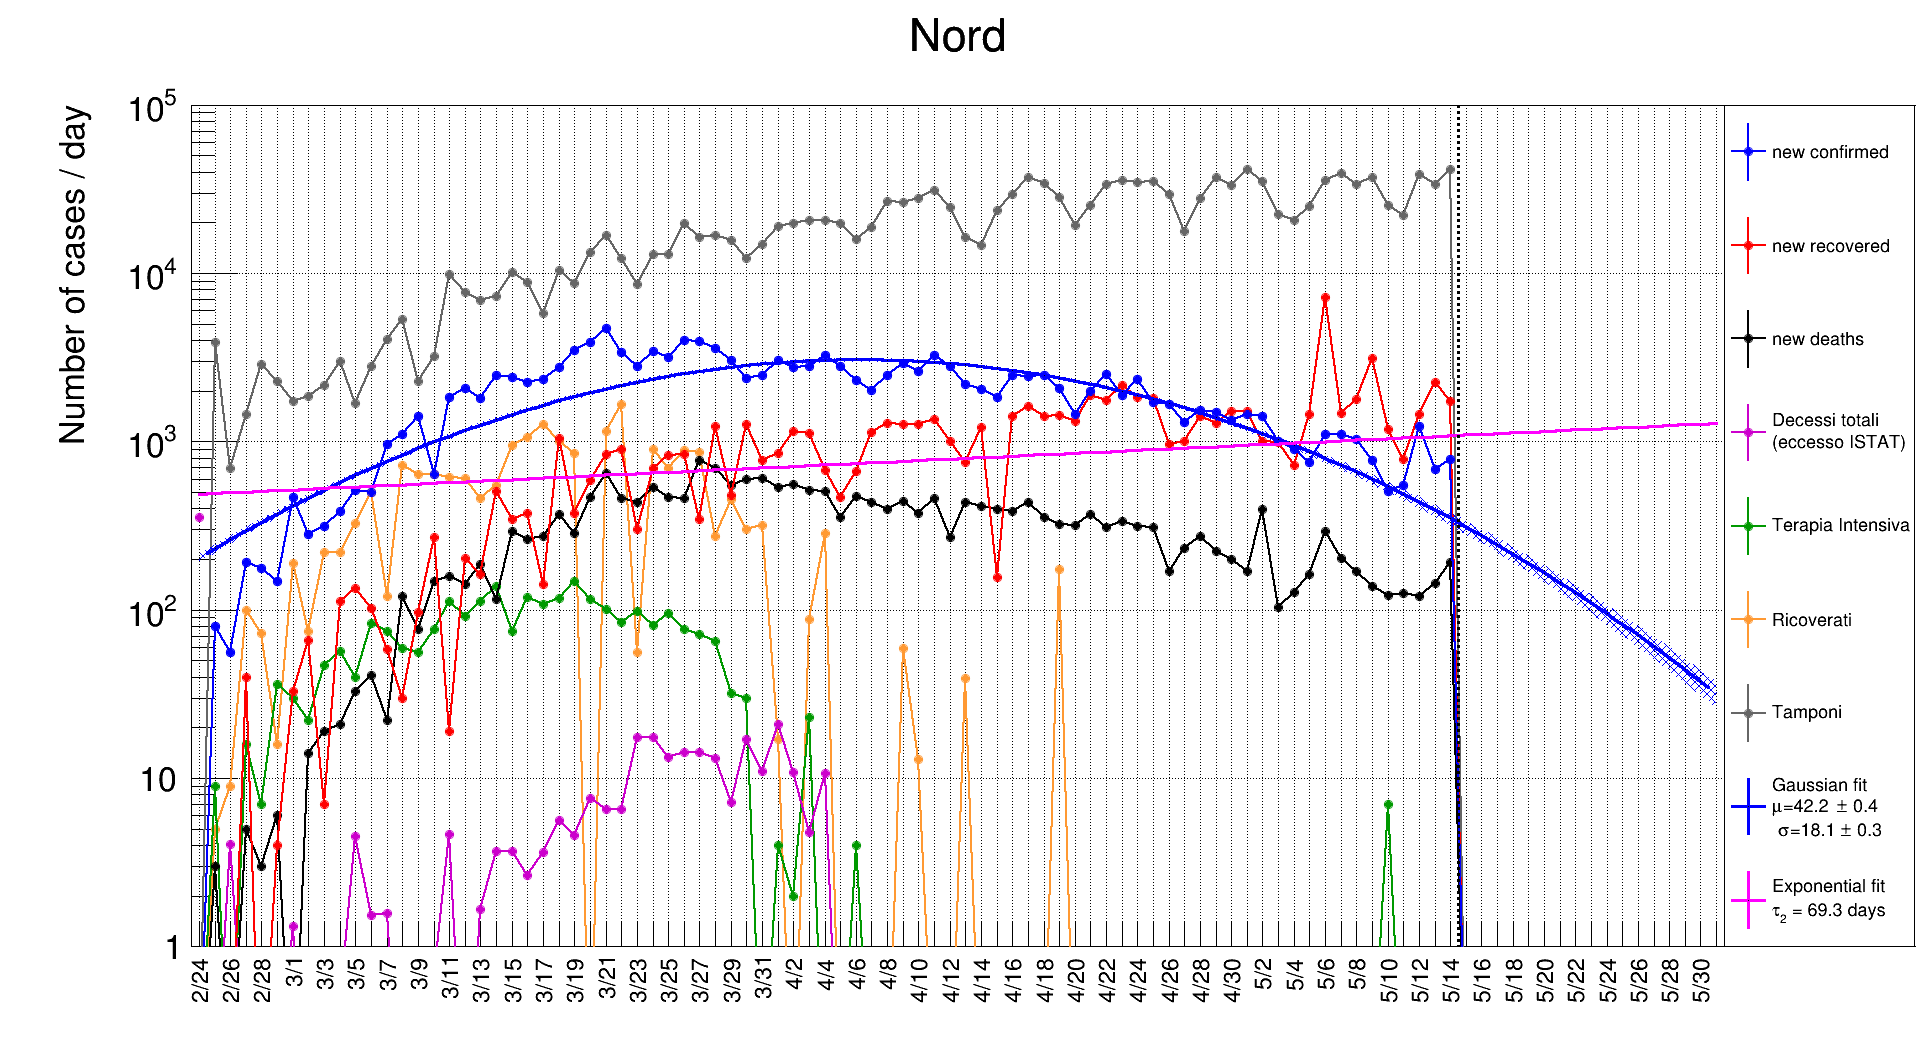 Nord
Number of cases / day
10^5
10^4
10^3
10^2
10
1
2/24 2/26 2/28 3/1 3/3 3/5 3/7 3/9 3/11 3/13 3/15 3/17 3/19 3/21 3/23 3/25 3/27 3/29 3/31 4/2 4/4 4/6 4/8 4/10 4/12 4/14 4/16 4/18 4/20 4/22 4/24 4/26 4/28 4/30 5/2 5/4 5/6 5/8 5/10 5/12 5/14 5/16 5/18 5/20 5/22 5/24 5/26 5/28 5/30
new confirmed
new recovered
new deaths
Decessi totali
(eccesso ISTAT)
Terapia Intensiva
Ricoverati
Tamponi
Gaussian fit
μ=42.2 ± 0.4
σ=18.1 ± 0.3
Exponential fit
τ_2 = 69.3 days